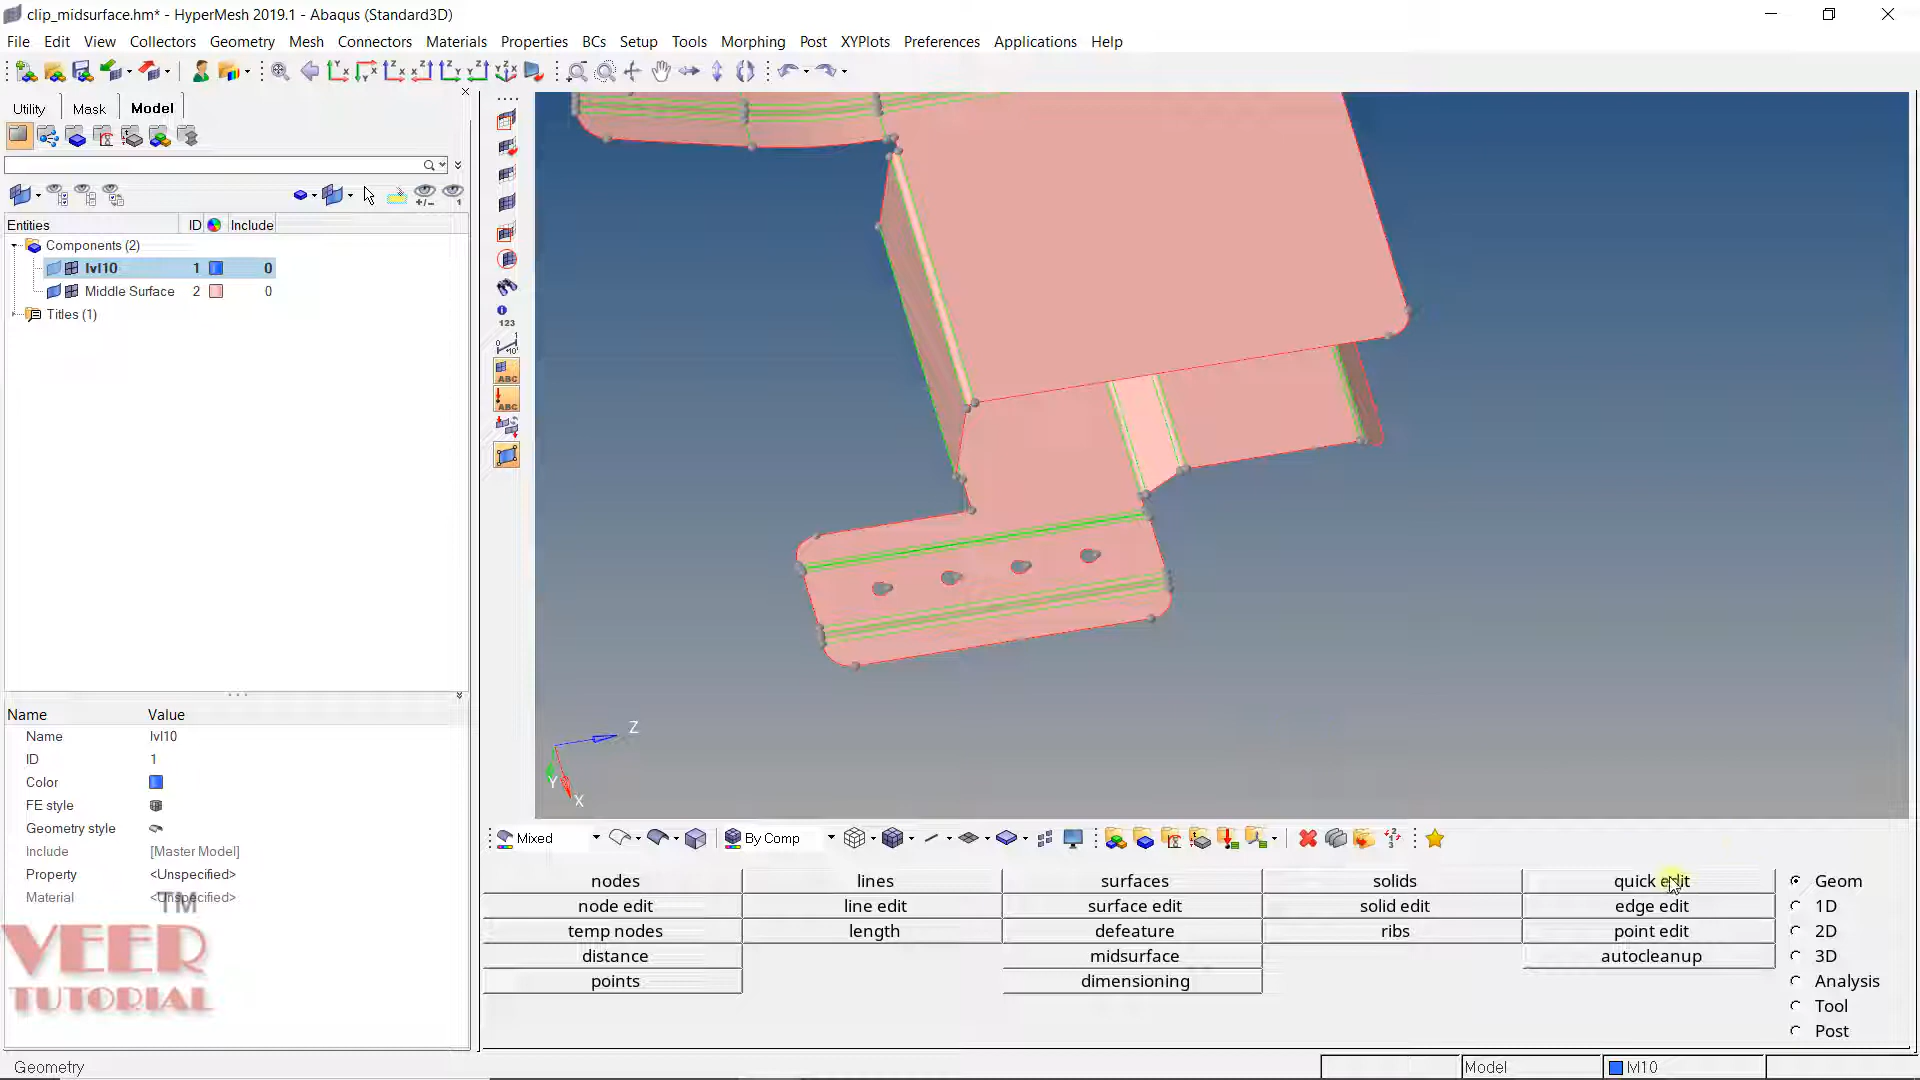 clip_midsurface.hm* - HyperMesh 2019.1 - Abaqus (Standard3D)
File Edit View Collectors Geometry Mesh Connectors Materials Properties BCs Setup Tools Morphing Post XYPlots Preferences Applications Help
Utility Mask Model
Entities ID Include
Components (2)
lvl10 1 0
Middle Surface 2 0
Titles (1)
123
ABC
ABC
Z
Y
X
Name Value
Name lvl10
ID 1
Color
FE style
Geometry style
Include [Master Model]
Property <Unspecified>
Material <Unspecified>
TM
VEER
TUTORIAL
Mixed By Comp
nodes lines surfaces solids quick edit Geom
node edit line edit surface edit solid edit edge edit 1D
temp nodes length defeature ribs point edit 2D
distance midsurface autocleanup 3D
points dimensioning Analysis
Tool
Post
Geometry Model lvl10